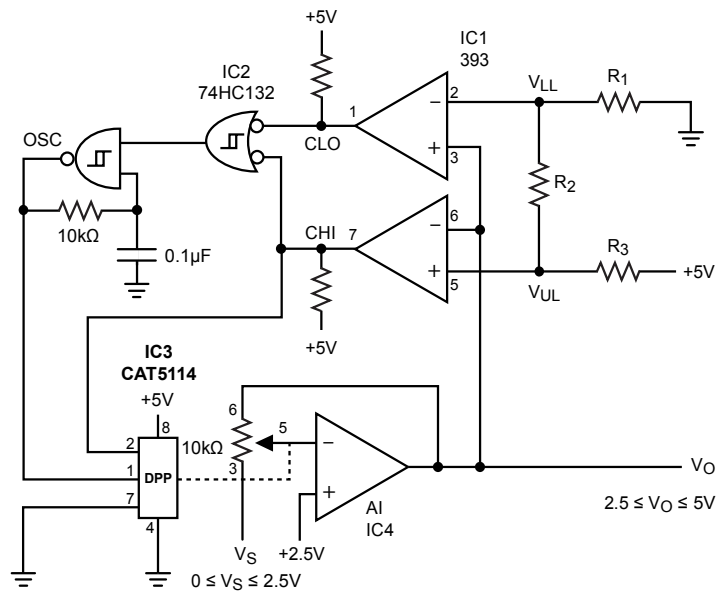 +5V
IC1
393
IC2
74HC132
OSC
1
CLO
2
−
+
3
VLL
R1
R2
10kΩ
0.1µF
CHI
7
6
−
+
5
R3
+5V
VUL
+5V
IC3
CAT5114
+5V
8
2
1
7
4
DPP
10kΩ
6
5
3
−
+
AI
IC4
VS
+2.5V
0 ≤ VS ≤ 2.5V
VO
2.5 ≤ VO ≤ 5V